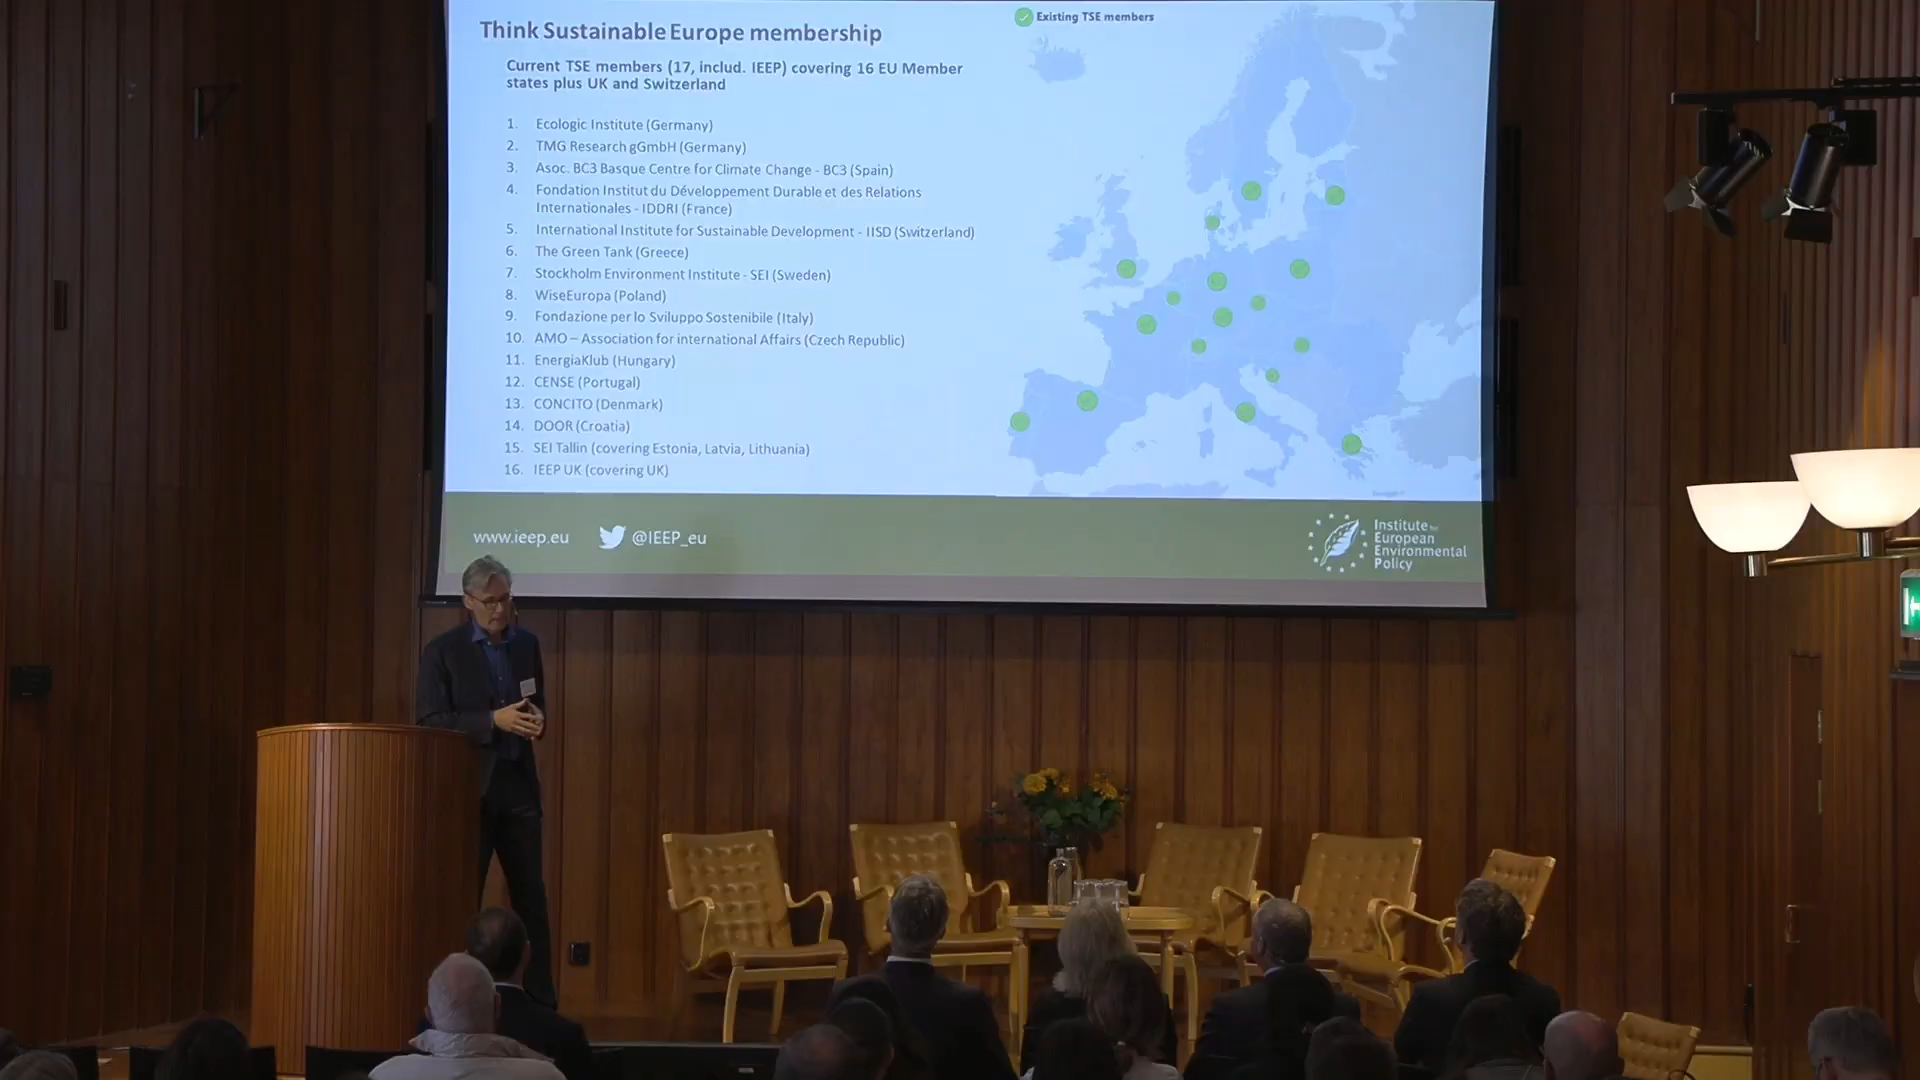 Existing TSE members
Think Sustainable Europe membership
Current TSE members (17, includ. IEEP) covering 16 EU Member
states plus UK and Switzerland
1. Ecologic Institute (Germany)
2. TMG Research gGmbH (Germany)
3. Asoc. BC3 Basque Centre for Climate Change - BC3 (Spain)
4. Fondation Institut du Développement Durable et des Relations
Internationales - IDDRI (France)
5. International Institute for Sustainable Development - IISD (Switzerland)
6. The Green Tank (Greece)
7. Stockholm Environment Institute - SEI (Sweden)
8. WiseEuropa (Poland)
9. Fondazione per lo Sviluppo Sostenibile (Italy)
10. AMO – Association for international Affairs (Czech Republic)
11. EnergiaKlub (Hungary)
12. CENSE (Portugal)
13. CONCITO (Denmark)
14. DOOR (Croatia)
15. SEI Tallin (covering Estonia, Latvia, Lithuania)
16. IEEP UK (covering UK)
www.ieep.eu @IEEP_eu
Institute for
European
Environmental
Policy